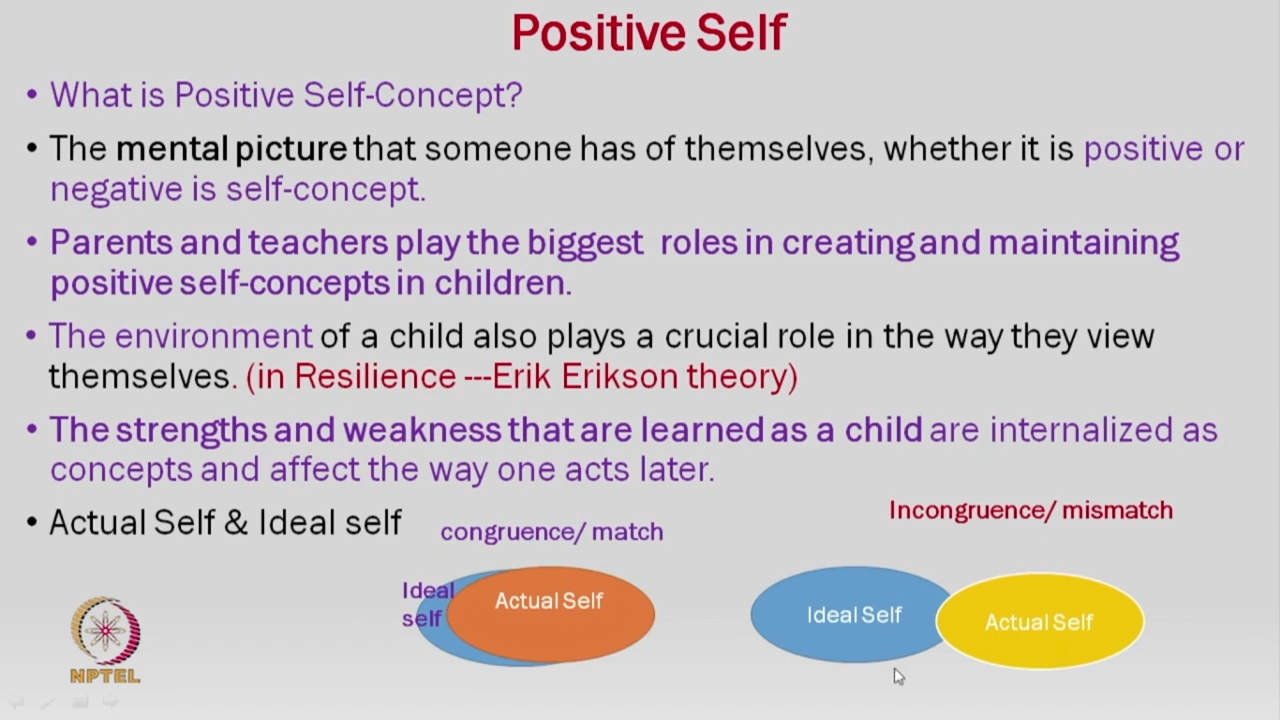 Positive Self
• What is Positive Self-Concept?
• The mental picture that someone has of themselves, whether it is positive or
negative is self-concept.
• Parents and teachers play the biggest roles in creating and maintaining
positive self-concepts in children.
• The environment of a child also plays a crucial role in the way they view
themselves. (in Resilience ---Erik Erikson theory)
• The strengths and weakness that are learned as a child are internalized as
concepts and affect the way one acts later.
• Actual Self & Ideal self
congruence/ match
Incongruence/ mismatch
Ideal
self
Actual Self
Ideal Self
Actual Self
NPTEL